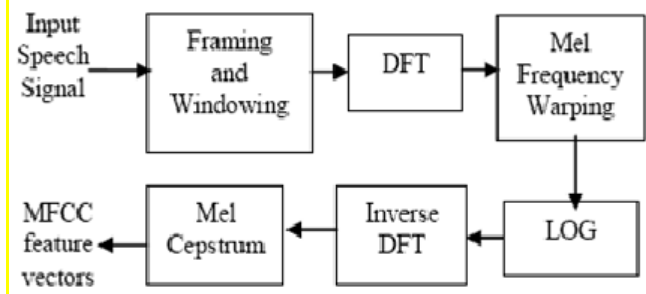 Input
Speech
Signal
Framing
and
Windowing
DFT
Mel
Frequency
Warping
LOG
Inverse
DFT
Mel
Cepstrum
MFCC
feature
vectors